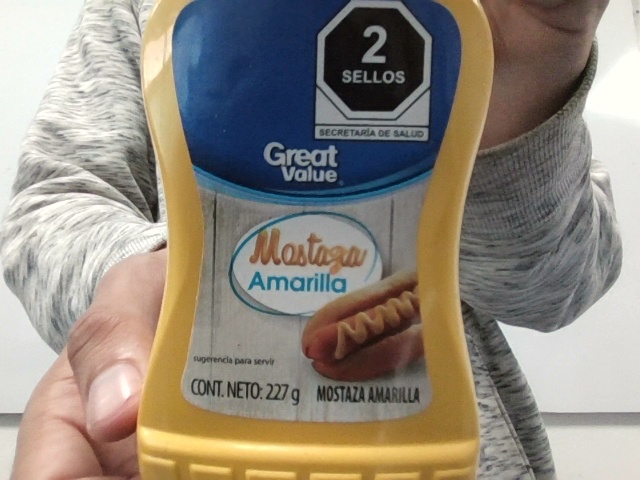 2
SELLOS
SECRETARÍA DE SALUD
Great
Value
Mostaza
Amarilla
sugerencia para servir
CONT. NETO: 227 g MOSTAZA AMARILLA